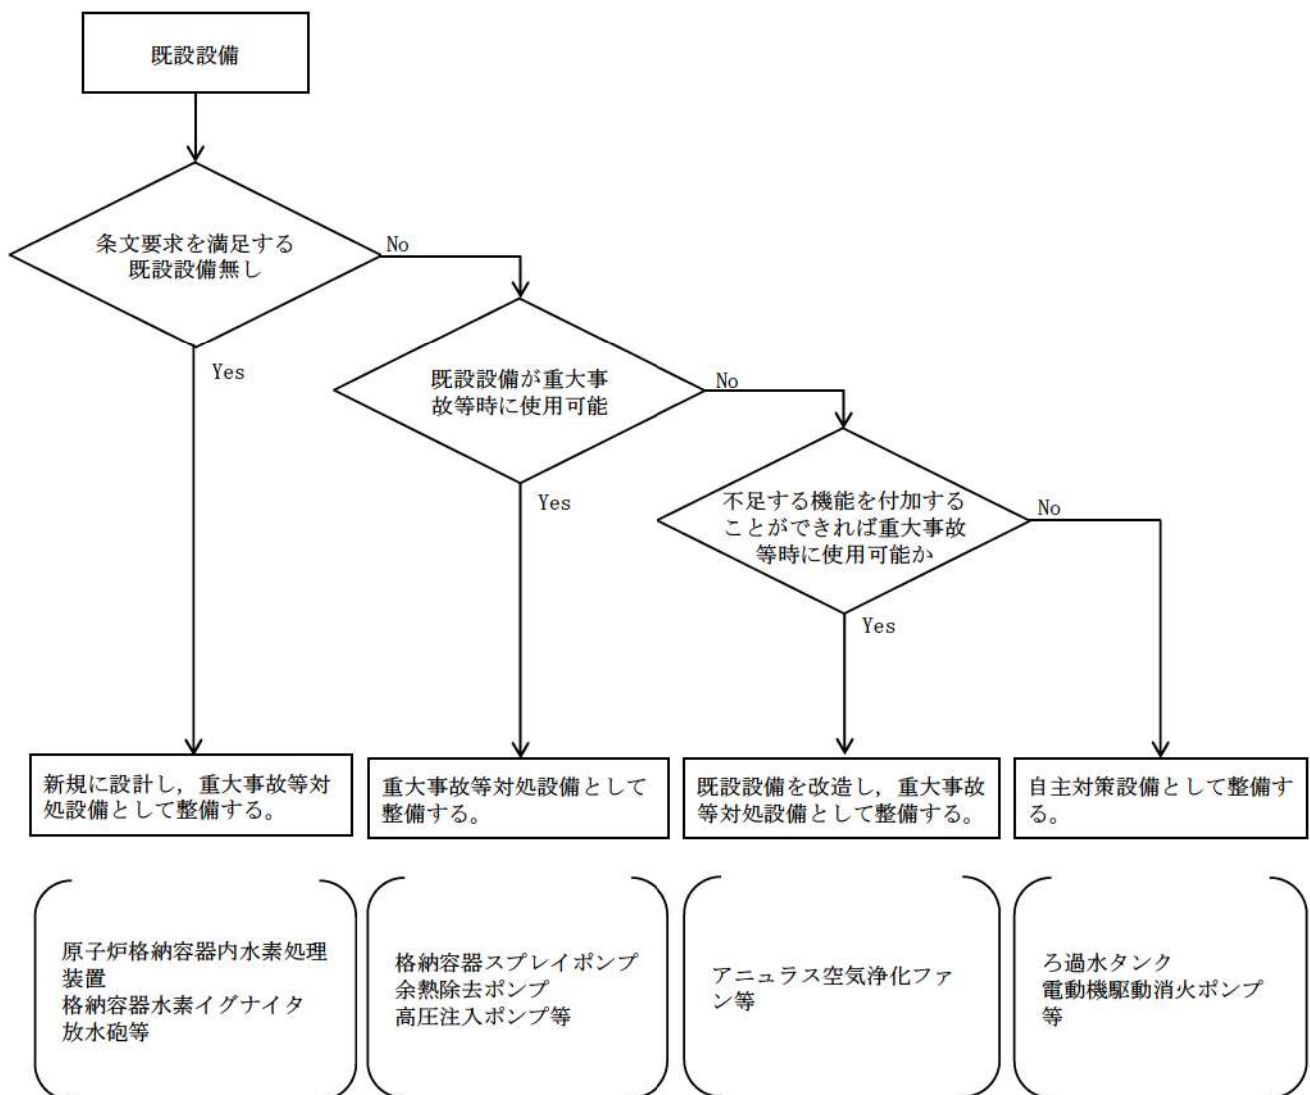 既設設備
条文要求を満足する
既設設備無し
No
Yes
既設設備が重大事
故等時に使用可能
No
Yes
不足する機能を付加する
ことができれば重大事故
等時に使用可能か
No
Yes
新規に設計し，重大事故等対
処設備として整備する。
重大事故等対処設備として
整備する。
既設設備を改造し，重大事故
等対処設備として整備する。
自主対策設備として整備す
る。
原子炉格納容器内水素処理
装置
格納容器水素イグナイタ
放水砲等
格納容器スプレイポンプ
余熱除去ポンプ
高圧注入ポンプ等
アニュラス空気浄化ファ
ン等
ろ過水タンク
電動機駆動消火ポンプ
等